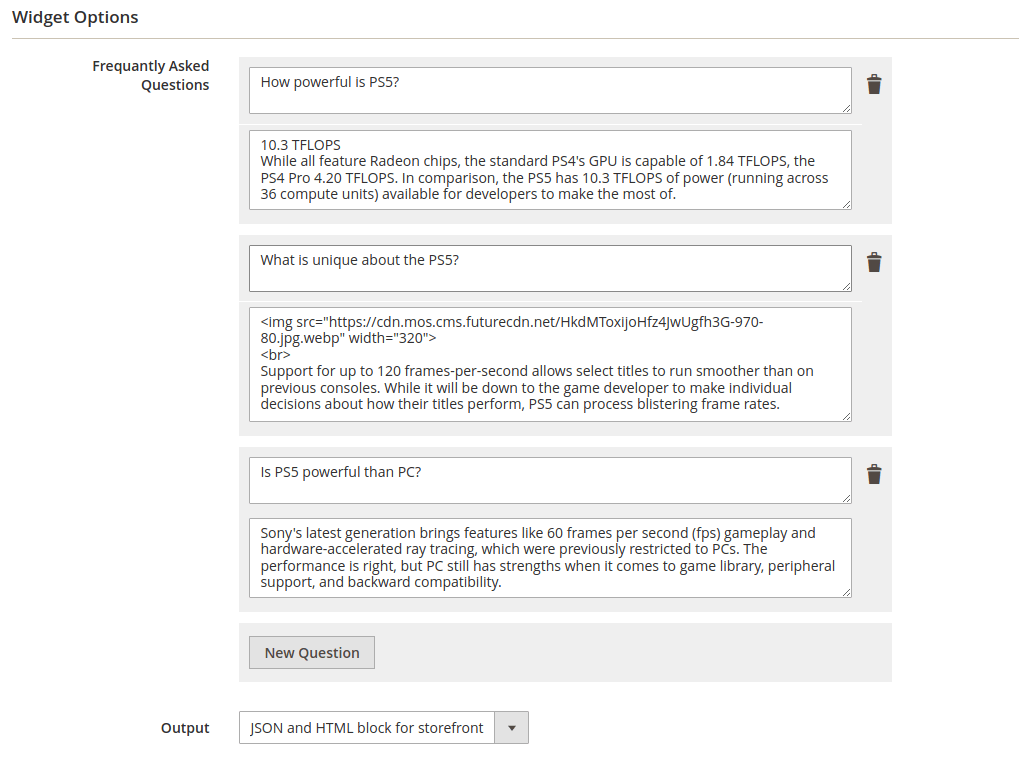 Widget Options
Frequantly Asked
Questions
How powerful is PS5?
10.3 TFLOPS
While all feature Radeon chips, the standard PS4's GPU is capable of 1.84 TFLOPS, the
PS4 Pro 4.20 TFLOPS. In comparison, the PS5 has 10.3 TFLOPS of power (running across
36 compute units) available for developers to make the most of.
What is unique about the PS5?
<img src="https://cdn.mos.cms.futurecdn.net/HkdMToxijoHfz4JwUgfh3G-970-
80.jpg.webp" width="320">
<br>
Support for up to 120 frames-per-second allows select titles to run smoother than on
previous consoles. While it will be down to the game developer to make individual
decisions about how their titles perform, PS5 can process blistering frame rates.
Is PS5 powerful than PC?
Sony's latest generation brings features like 60 frames per second (fps) gameplay and
hardware-accelerated ray tracing, which were previously restricted to PCs. The
performance is right, but PC still has strengths when it comes to game library, peripheral
support, and backward compatibility.
New Question
Output
JSON and HTML block for storefront